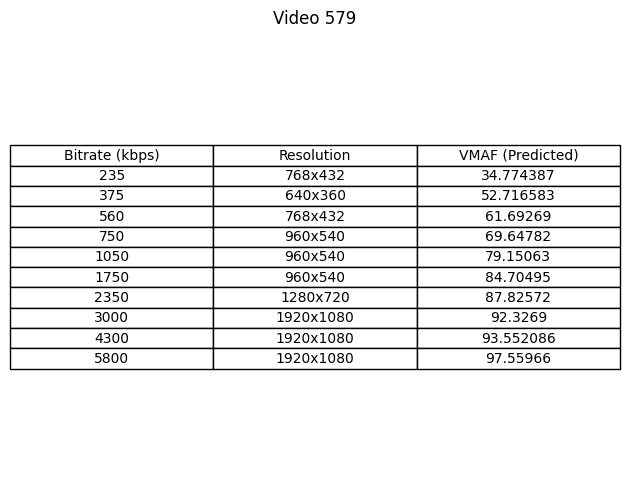 Video 579
Bitrate (kbps) Resolution VMAF (Predicted)
235 768x432 34.774387
375 640x360 52.716583
560 768x432 61.69269
750 960x540 69.64782
1050 960x540 79.15063
1750 960x540 84.70495
2350 1280x720 87.82572
3000 1920x1080 92.3269
4300 1920x1080 93.552086
5800 1920x1080 97.55966